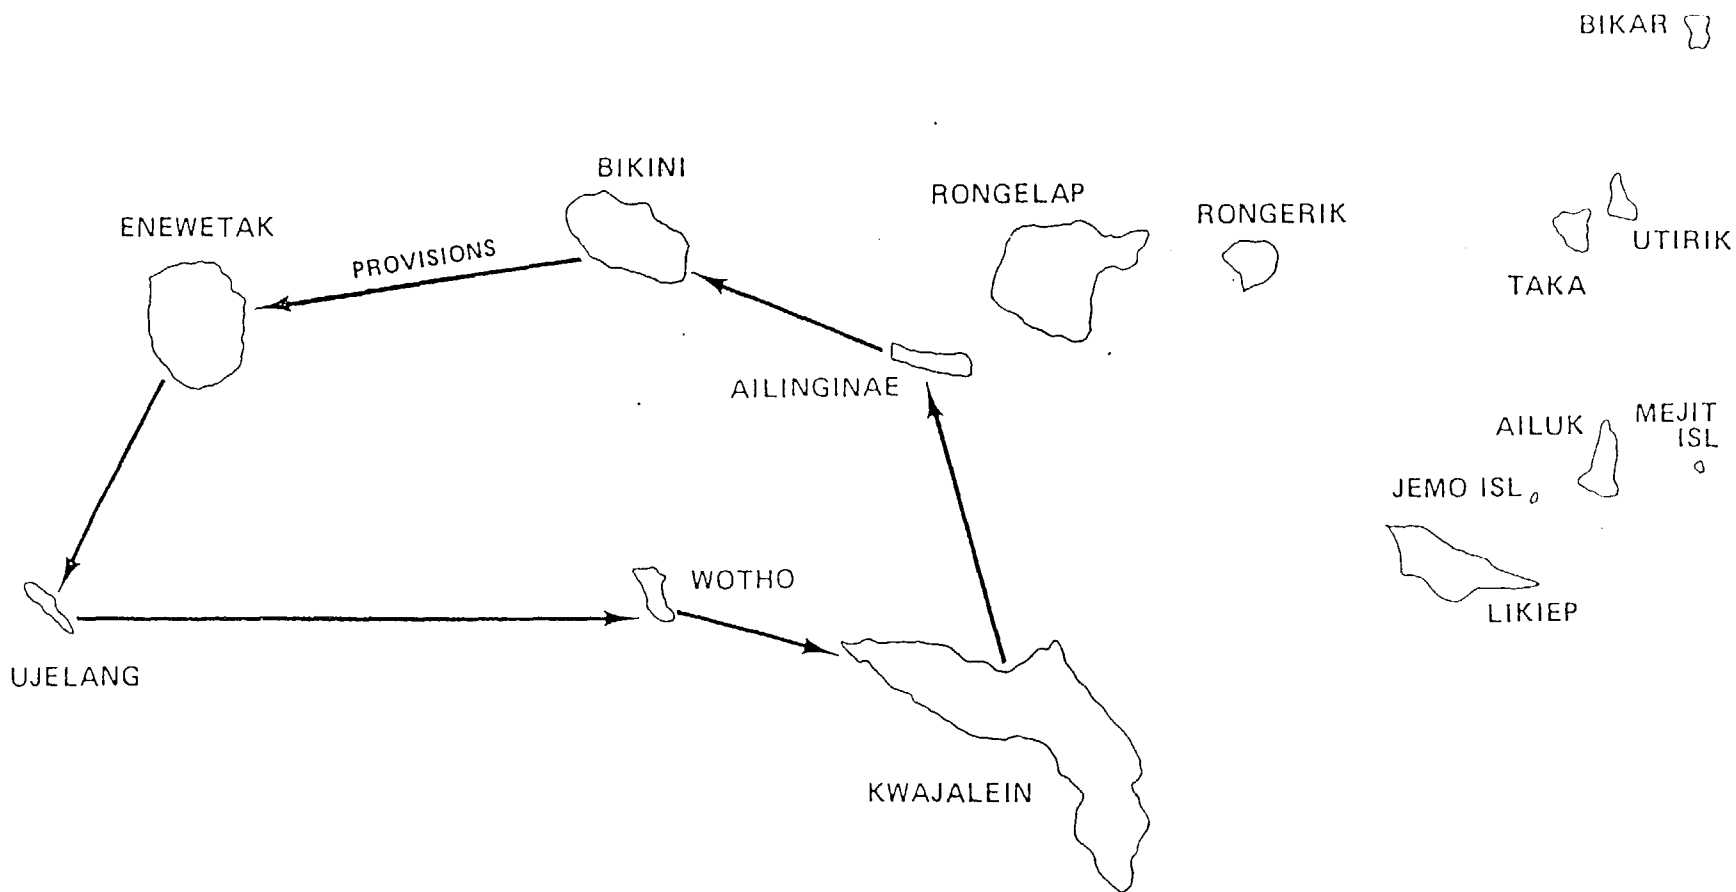 BIKAR
BIKINI
RONGELAP
RONGERIK
ENEWETAK
PROVISIONS
UTIRIK
TAKA
AILINGINAE
AILUK
MEJIT
ISL
JEMO ISL
WOTHO
LIKIEP
UJELANG
KWAJALEIN